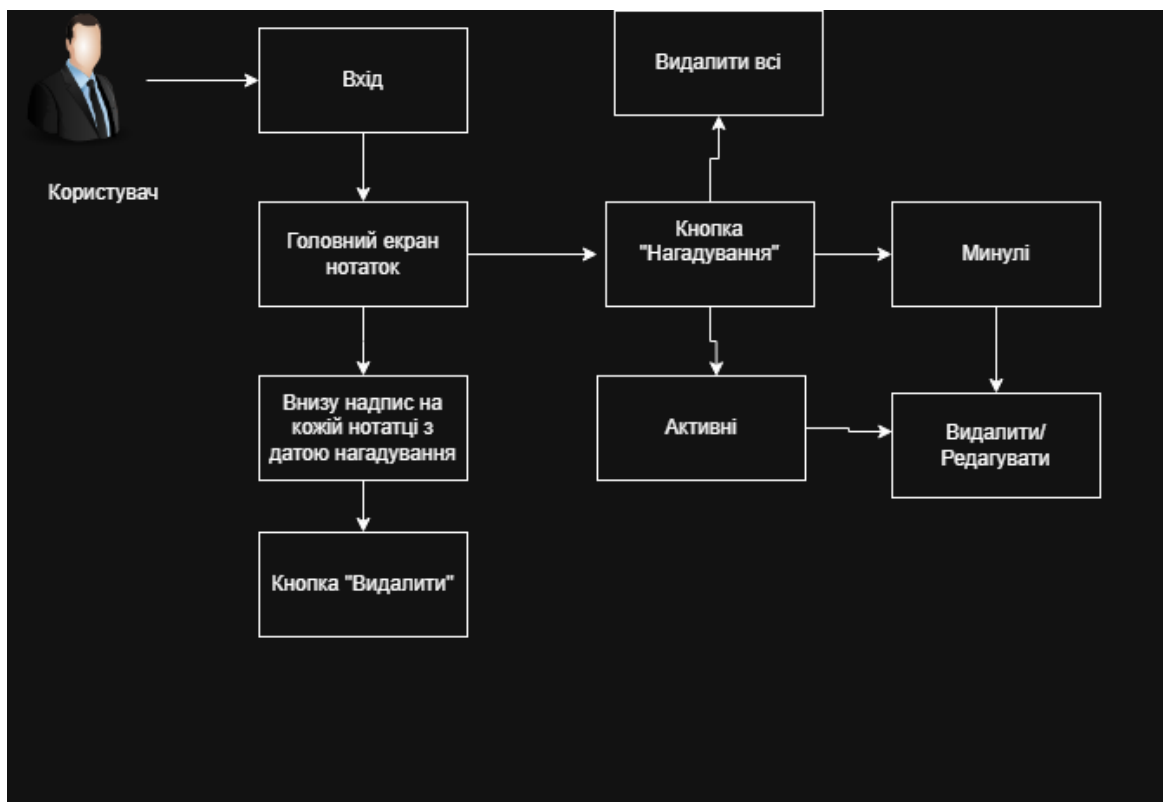 Вхід
Видалити всі
Користувач
Головний екран
нотаток
Кнопка
"Нагадування"
Минулі
Внизу надпис на
кожій нотатці з
датою нагадування
Активні
Видалити/
Редагувати
Кнопка "Видалити"